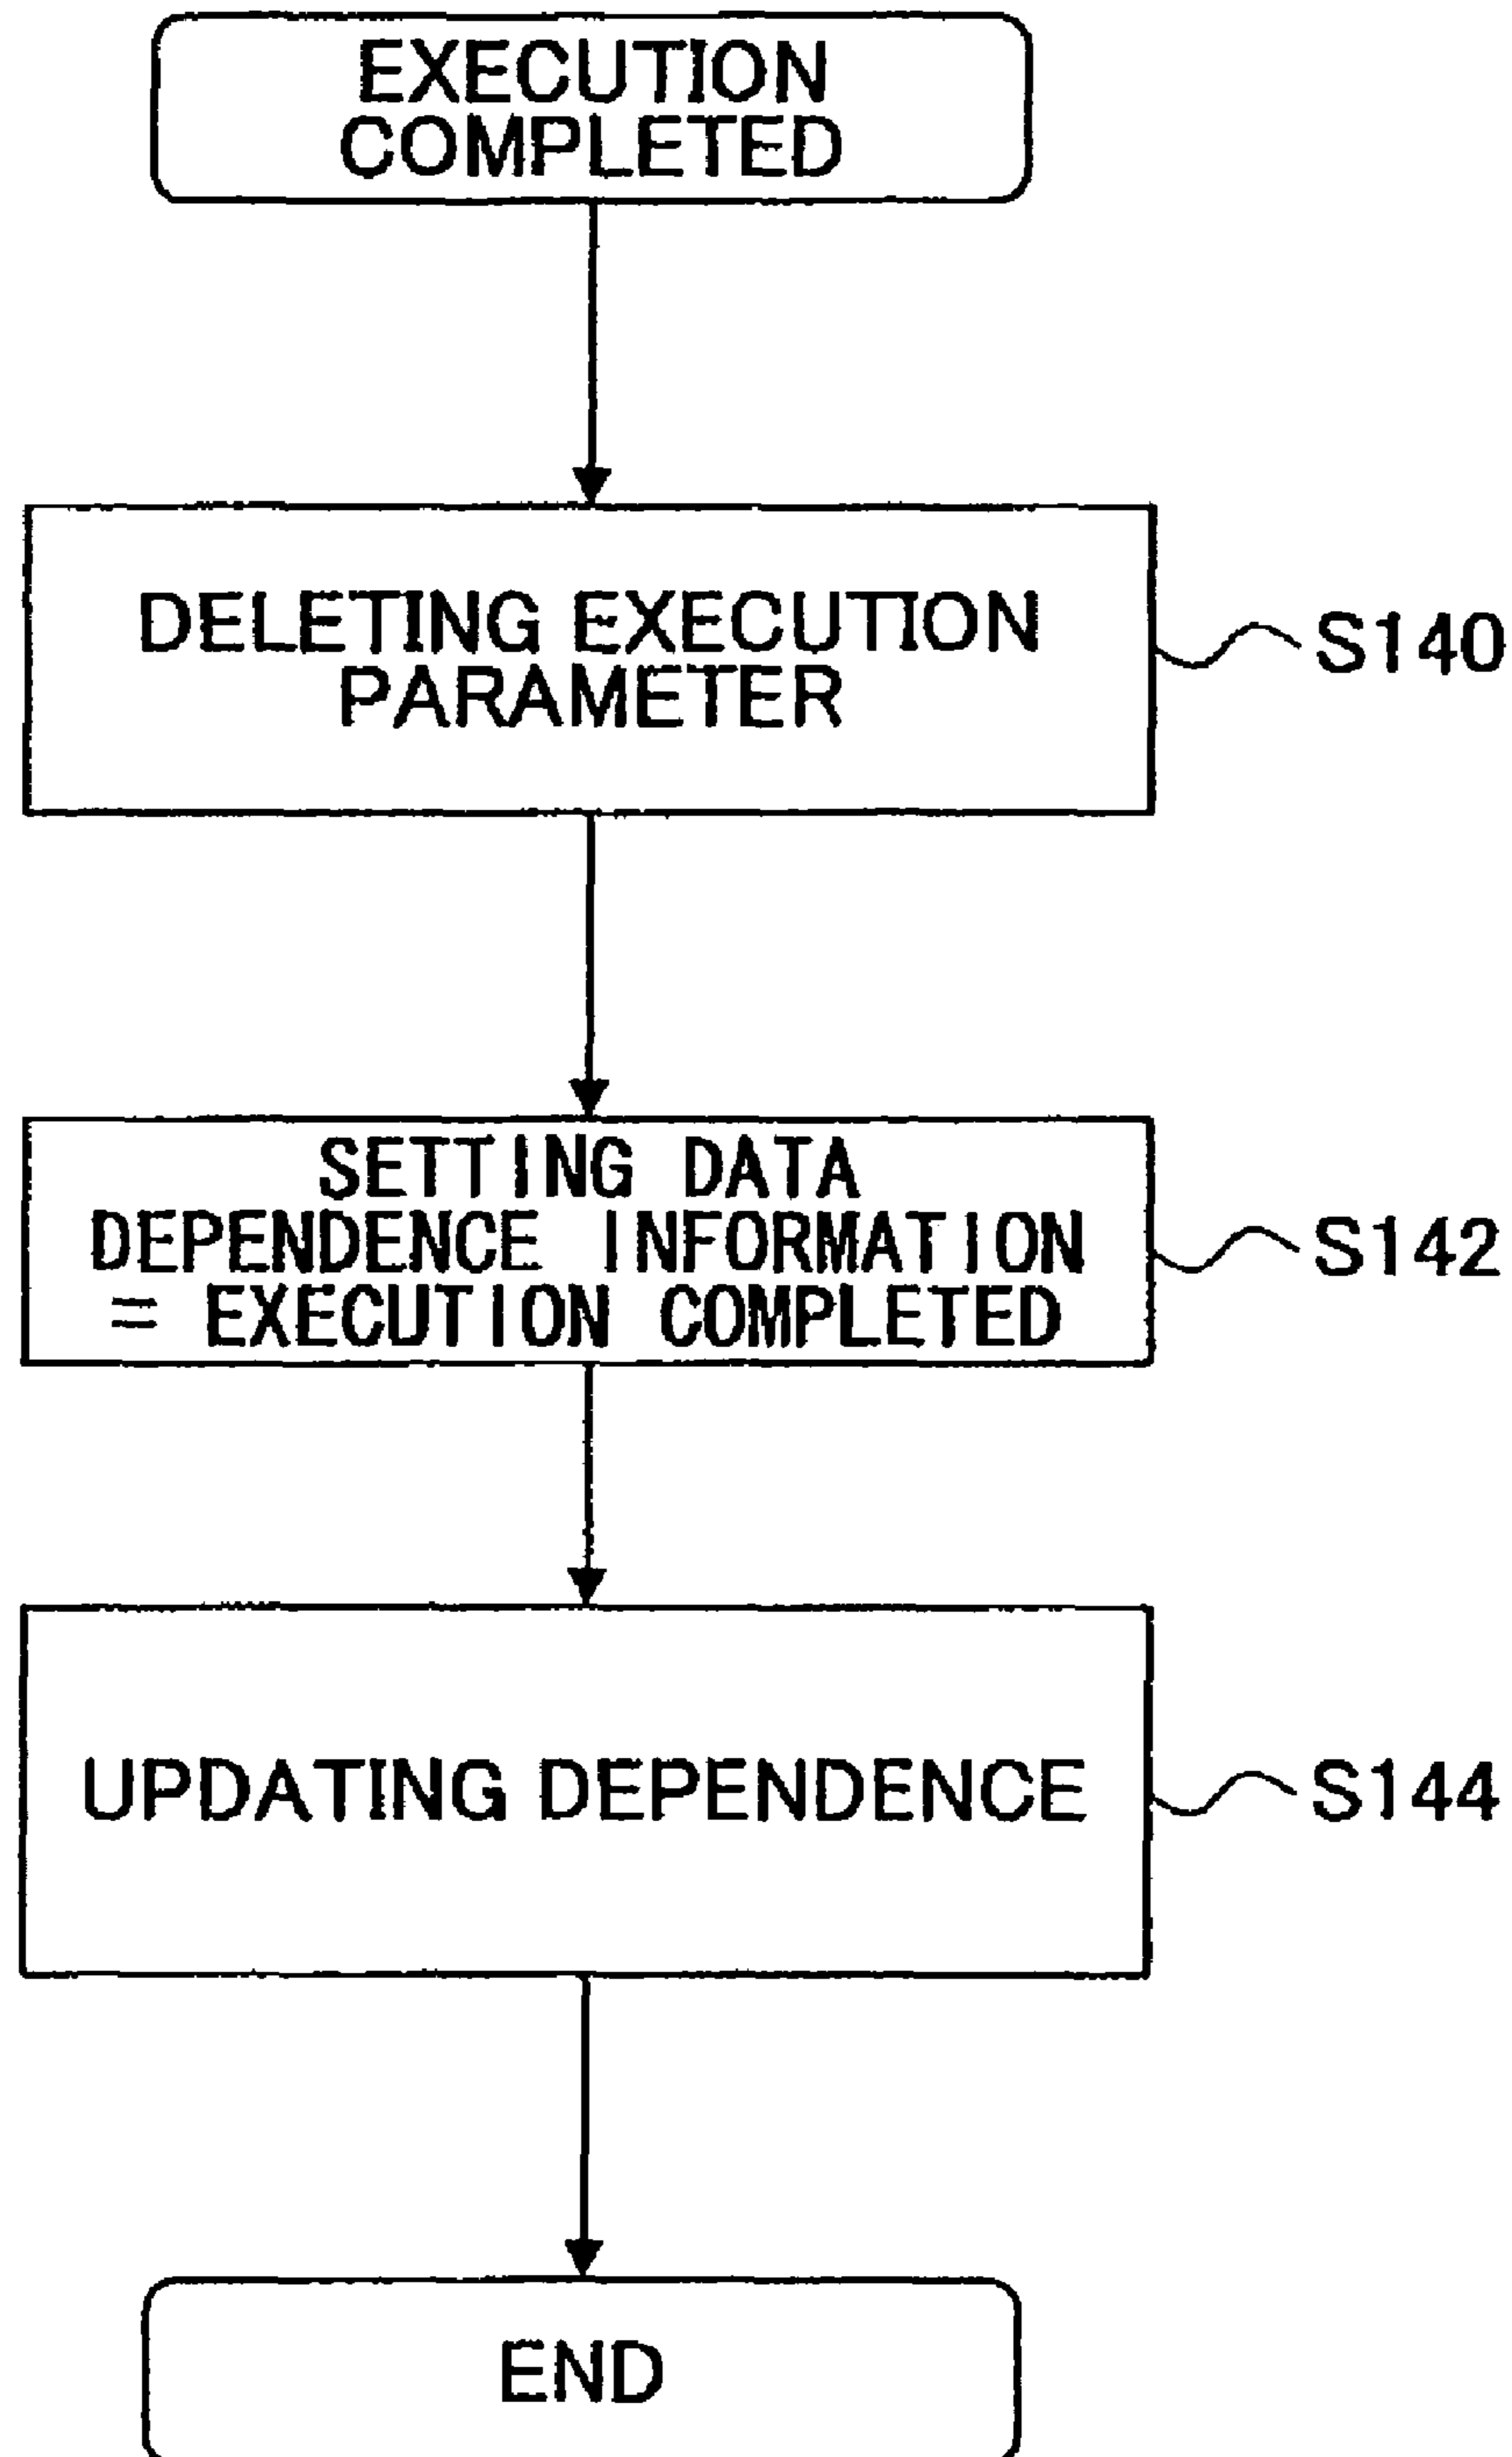 EXECUTION
COMPLETED
DELETING EXECUTION
PARAMETER
S140
SETTING DATA
DEPENDENCE INFORMATION
= EXECUTION COMPLETED
S142
UPDATING DEPENDENCE
S144
END